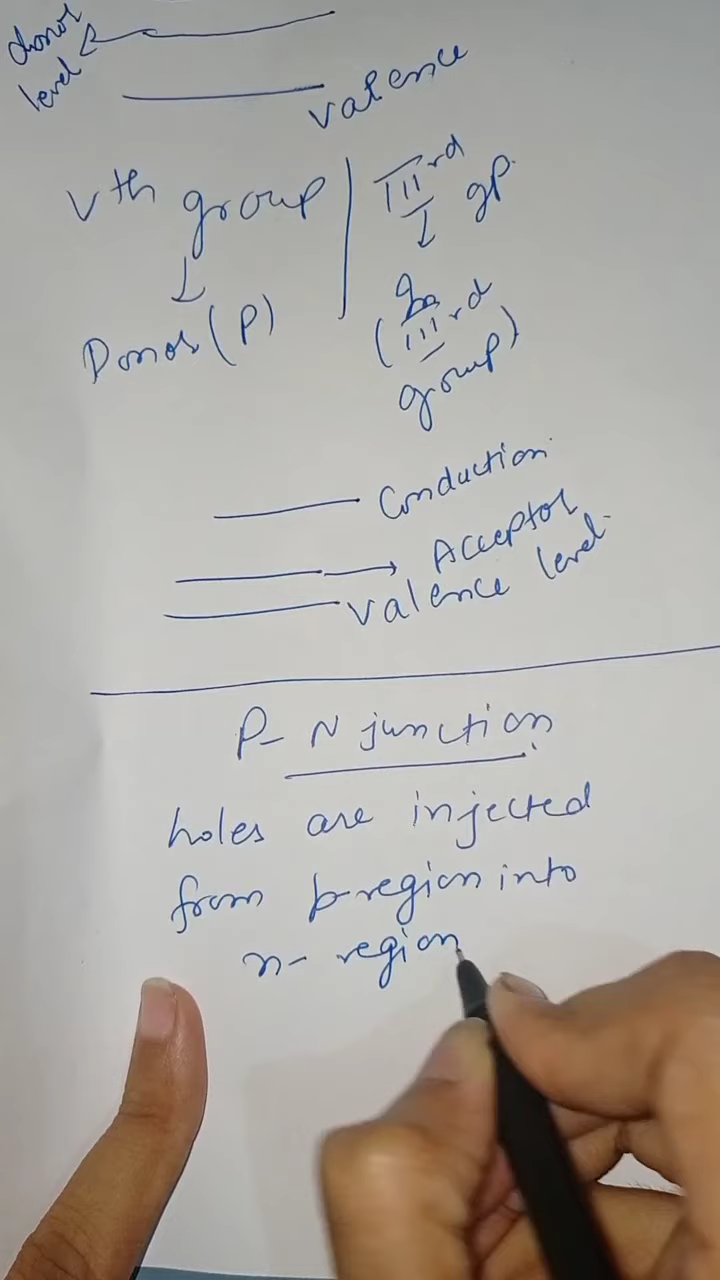 donor
level
valence
Vth group
IIIrd gp.
↓
↓
Donor (P)
(In
IIIrd
group)
Conduction
→ Acceptor
valence level.
P- N junction
holes are injected
from p-region into
n- region